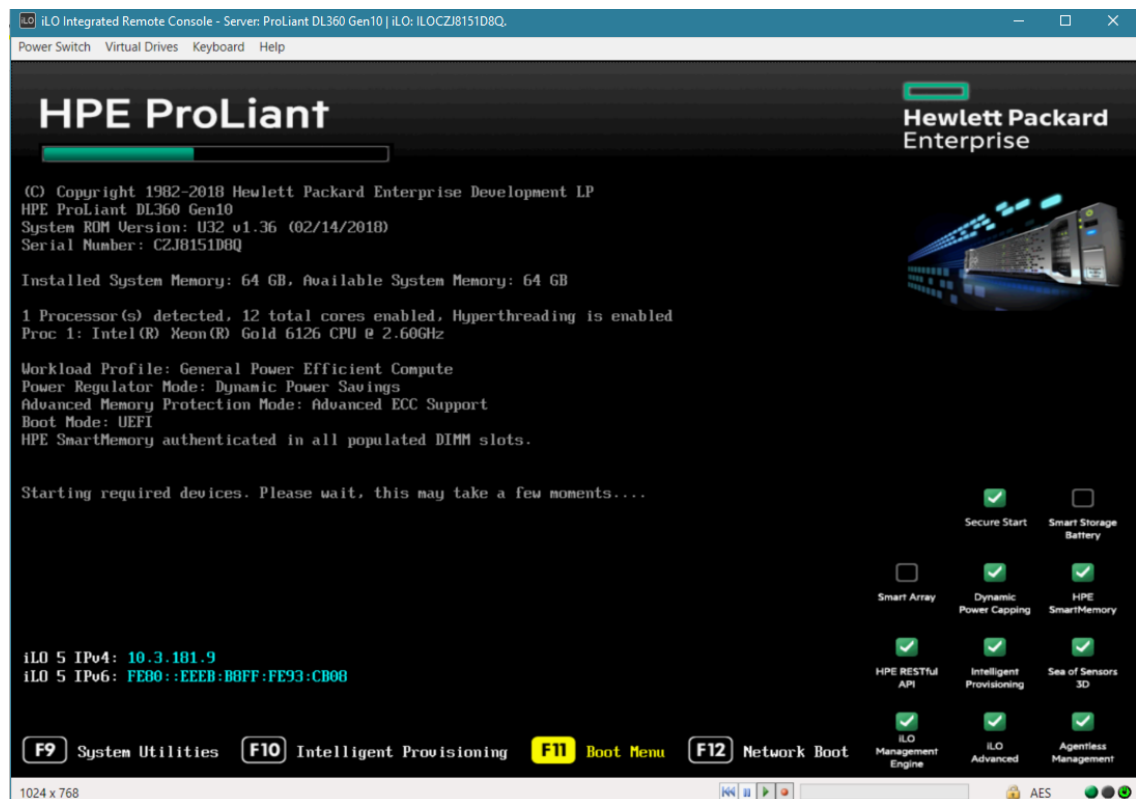 iLO Integrated Remote Console - Server: ProLiant DL360 Gen10 | iLO: ILOCZJ8151D8Q.
Power Switch Virtual Drives Keyboard Help
HPE ProLiant
Hewlett Packard
Enterprise
(C) Copyright 1982-2018 Hewlett Packard Enterprise Development LP
HPE ProLiant DL360 Gen10
System ROM Version: U32 v1.36 (02/14/2018)
Serial Number: CZJ8151D8Q
Installed System Memory: 64 GB, Available System Memory: 64 GB
1 Processor(s) detected, 12 total cores enabled, Hyperthreading is enabled
Proc 1: Intel(R) Xeon(R) Gold 6126 CPU @ 2.60GHz
Workload Profile: General Power Efficient Compute
Power Regulator Mode: Dynamic Power Savings
Advanced Memory Protection Mode: Advanced ECC Support
Boot Mode: UEFI
HPE SmartMemory authenticated in all populated DIMM slots.
Starting required devices. Please wait, this may take a few moments....
Secure Start
Smart Storage
Battery
Smart Array
Dynamic
Power Capping
HPE
SmartMemory
iLO 5 IPv4: 10.3.181.9
iLO 5 IPv6: FE80::EEEB:B8FF:FE93:CB08
HPE RESTful
API
Intelligent
Provisioning
Sea of Sensors
3D
F9 System Utilities F10 Intelligent Provisioning F11 Boot Menu F12 Network Boot
iLO
Management
Engine
iLO
Advanced
Agentless
Management
1024 x 768
AES